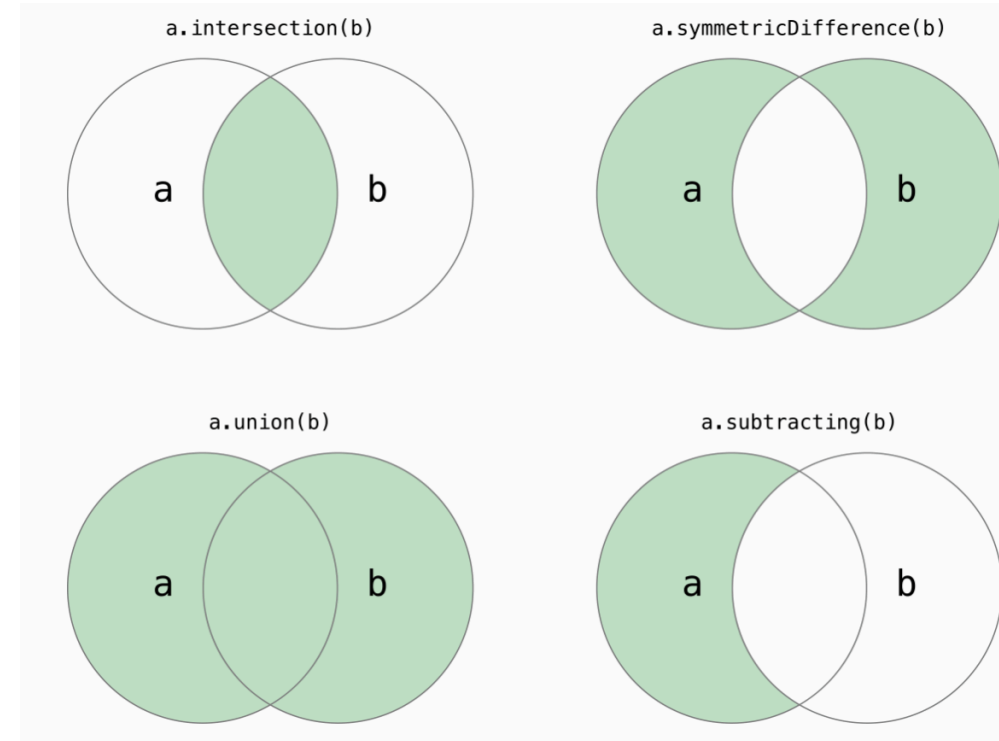 a.intersection(b)
a b
a.symmetricDifference(b)
a b
a.union(b)
a b
a.subtracting(b)
a b